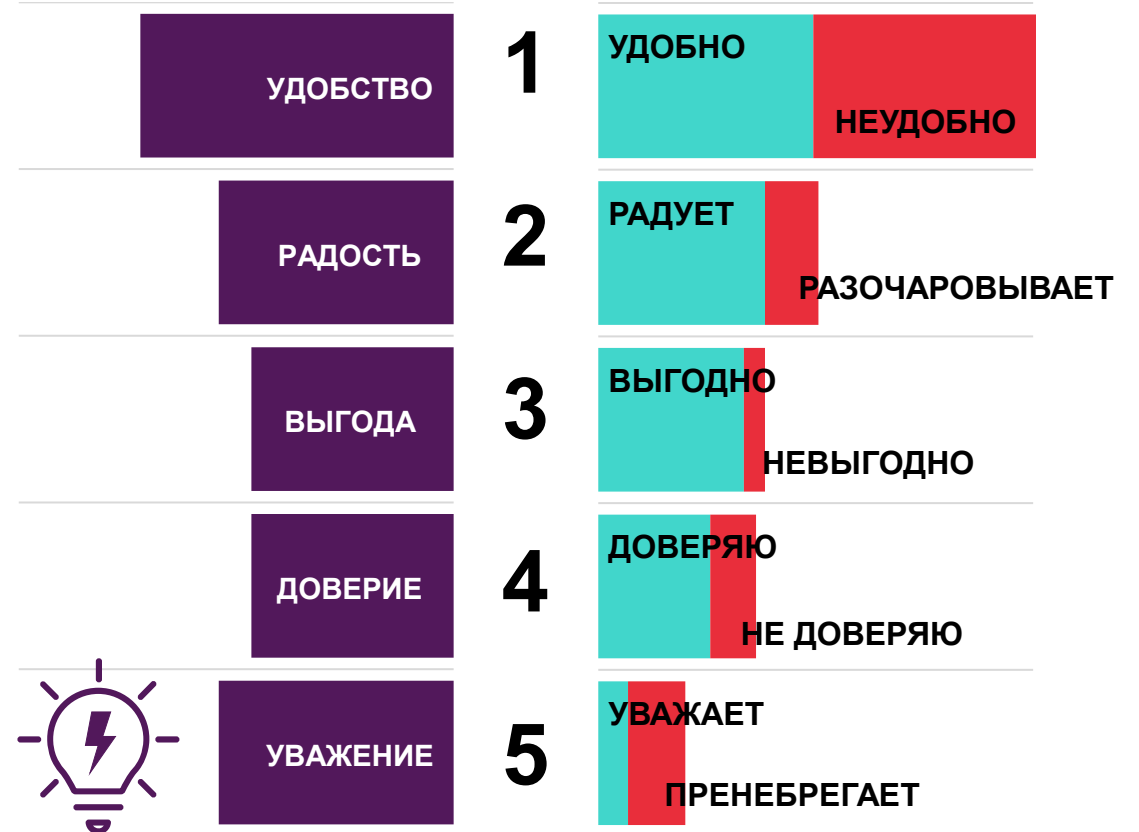 УДОБСТВО
1
УДОБНО
НЕУДОБНО
РАДОСТЬ
2
РАДУЕТ
РАЗОЧАРОВЫВАЕТ
ВЫГОДА
3
ВЫГОДНО
НЕВЫГОДНО
ДОВЕРИЕ
4
ДОВЕРЯЮ
НЕ ДОВЕРЯЮ
УВАЖЕНИЕ
5
УВАЖАЕТ
ПРЕНЕБРЕГАЕТ